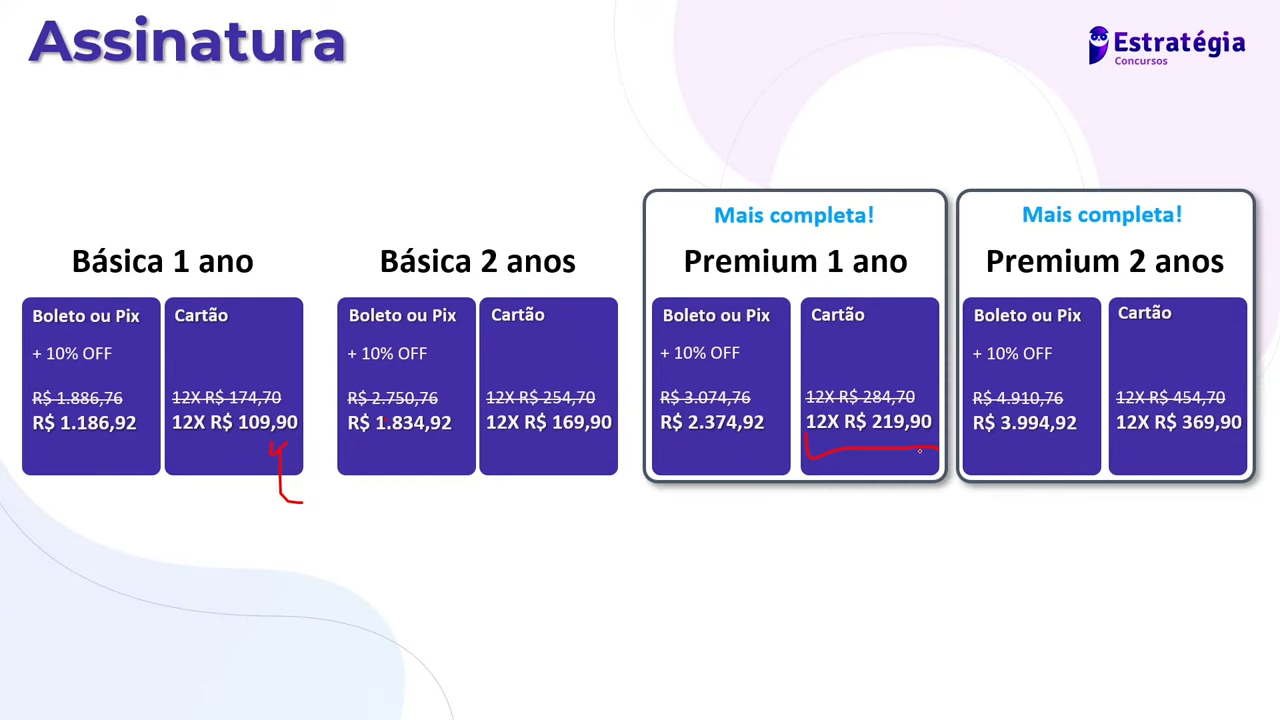 Assinatura
Estratégia
Concursos
Básica 1 ano
Boleto ou Pix
+ 10% OFF
R$ 1.886,76
R$ 1.186,92
Cartão
12X R$ 174,70
12X R$ 109,90
Básica 2 anos
Boleto ou Pix
+ 10% OFF
R$ 2.750,76
R$ 1.834,92
Cartão
12X R$ 254,70
12X R$ 169,90
Mais completa!
Premium 1 ano
Boleto ou Pix
+ 10% OFF
R$ 3.074,76
R$ 2.374,92
Cartão
12X R$ 284,70
12X R$ 219,90
Mais completa!
Premium 2 anos
Boleto ou Pix
+ 10% OFF
R$ 4.910,76
R$ 3.994,92
Cartão
12X R$ 454,70
12X R$ 369,90